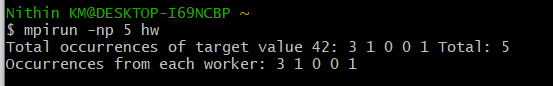 Nithin KM@DESKTOP-I69NCBP ~
$ mpirun -np 5 hw
Total occurrences of target value 42: 3 1 0 0 1 Total: 5
Occurrences from each worker: 3 1 0 0 1